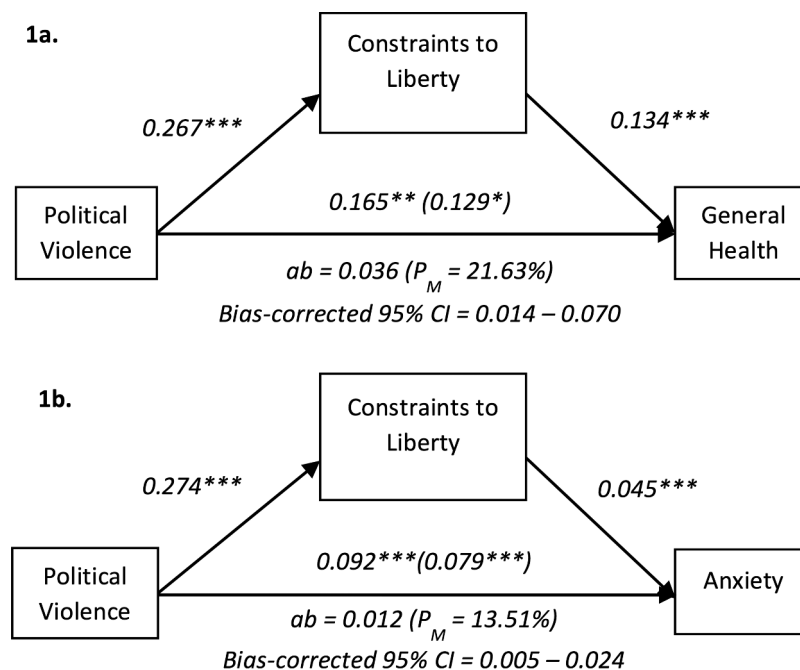 1a.
Constraints to
Liberty
0.267***
0.134***
Political
Violence
0.165** (0.129*)
General
Health
ab = 0.036 (P_M = 21.63%)
Bias-corrected 95% CI = 0.014 – 0.070
1b.
Constraints to
Liberty
0.274***
0.045***
Political
Violence
0.092***(0.079***)
Anxiety
ab = 0.012 (P_M = 13.51%)
Bias-corrected 95% CI = 0.005 – 0.024